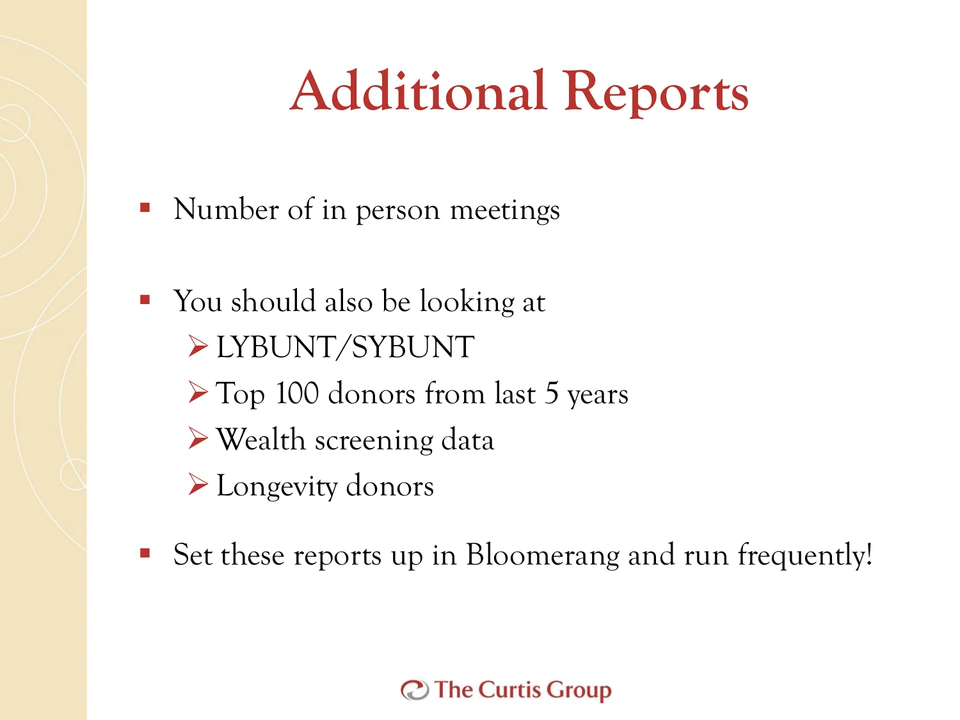 Additional Reports
▪ Number of in person meetings
▪ You should also be looking at
➢ LYBUNT/SYBUNT
➢ Top 100 donors from last 5 years
➢ Wealth screening data
➢ Longevity donors
▪ Set these reports up in Bloomerang and run frequently!
The Curtis Group